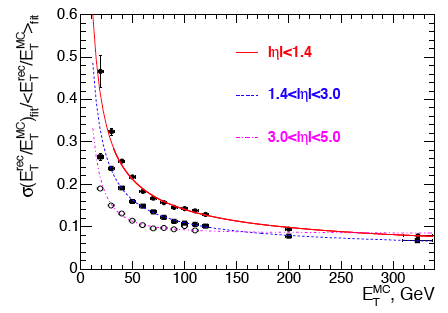 σ(E_T^rec/E_T^MC)_fit/<E_T^rec/E_T^MC>_fit
0.6
0.5
0.4
0.3
0.2
0.1
0
|η|<1.4
1.4<|η|<3.0
3.0<|η|<5.0
0 50 100 150 200 250 300
E_T^MC, GeV